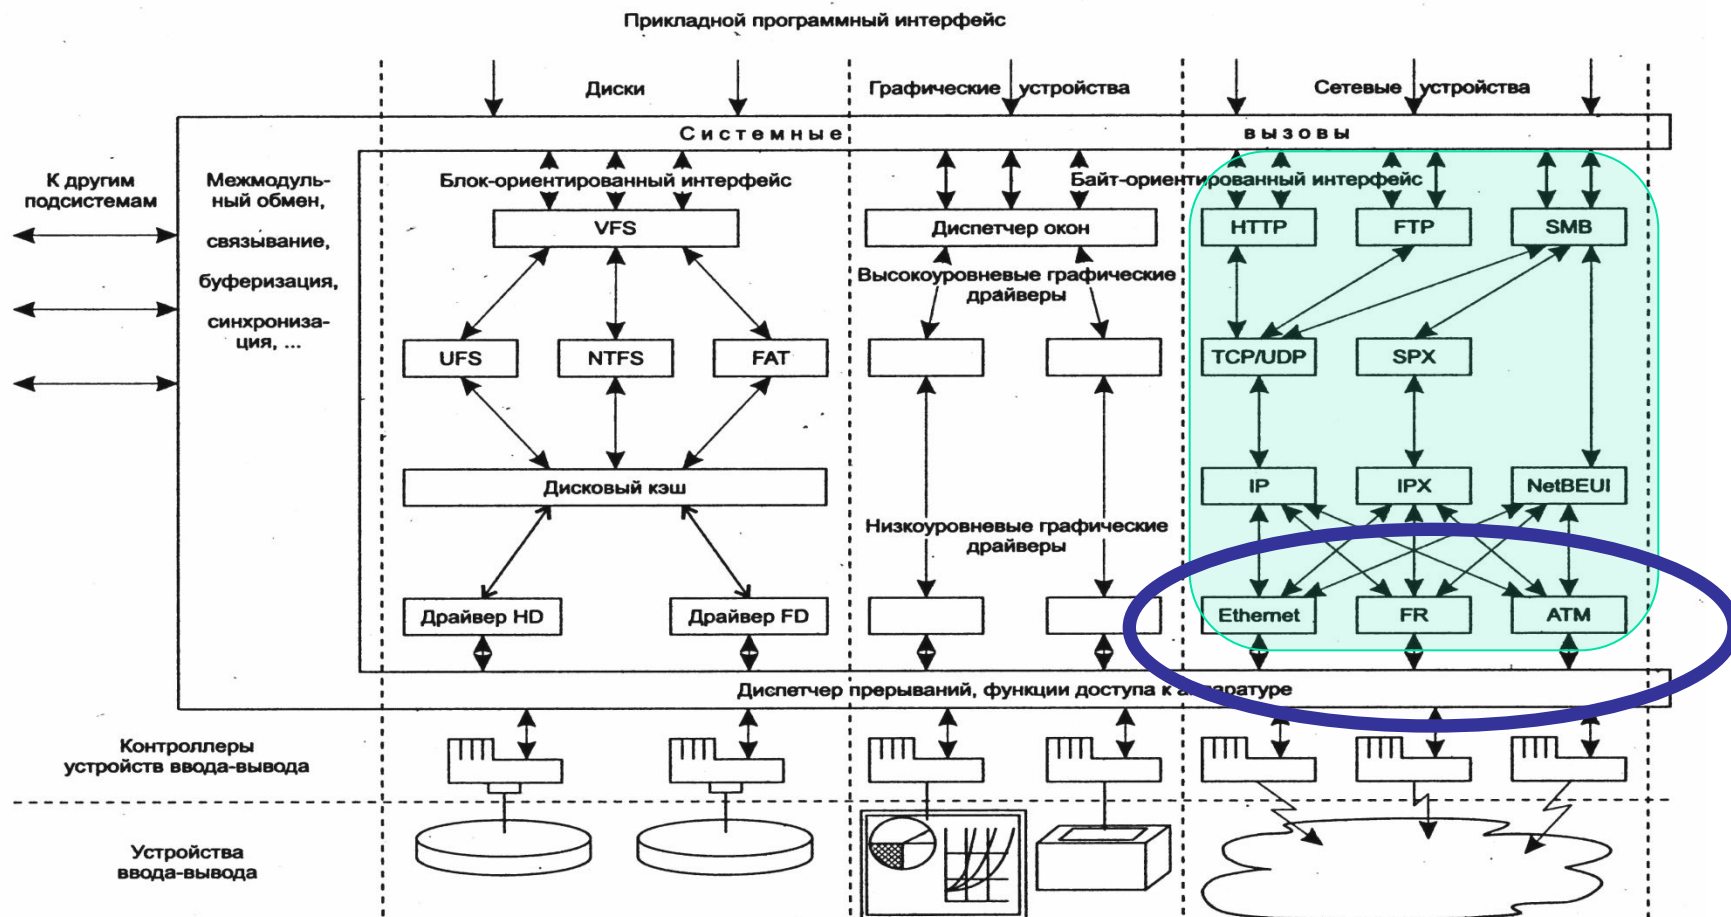 Прикладной программный интерфейс
Диски
Графические устройства
Сетевые устройства
Системные вызовы
К другим
подсистемам
Межмодуль-
ный обмен,
связывание,
буферизация,
синхрониза-
ция, ...
Блок-ориентированный интерфейс
Байт-ориентированный интерфейс
VFS
Диспетчер окон
HTTP
FTP
SMB
Высокоуровневые графические
драйверы
UFS
NTFS
FAT
TCP/UDP
SPX
Дисковый кэш
IP
IPX
NetBEUI
Низкоуровневые графические
драйверы
Драйвер HD
Драйвер FD
Ethernet
FR
ATM
Диспетчер прерываний, функции доступа к аппаратуре
Контроллеры
устройств ввода-вывода
Устройства
ввода-вывода